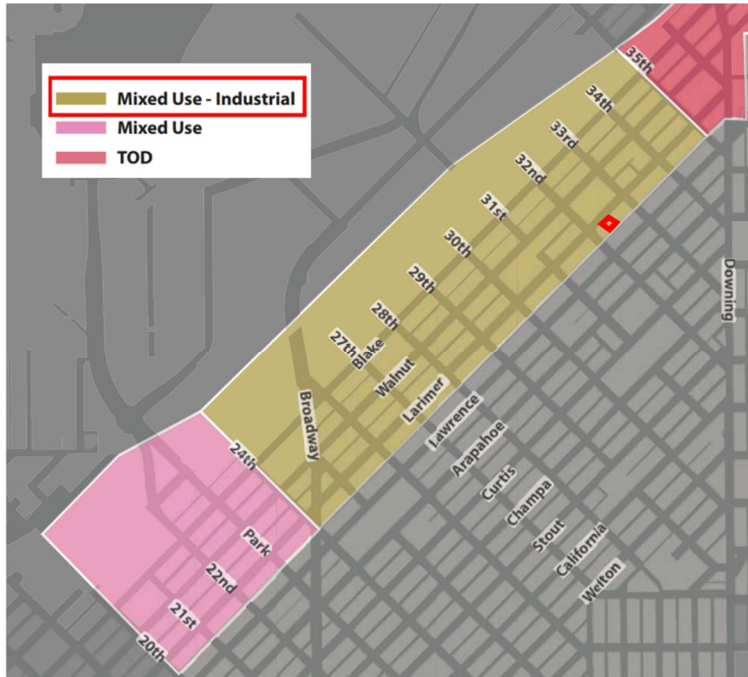 35th
34th
Mixed Use - Industrial
Mixed Use
33rd
TOD
32nd
31st
30th
29th
Downing
28th
27th
Blake
Walnut
Larimer
Broadway
Lawrence
Arapahoe
24th
Curtis
Champa
Stout
California
Park
Welton
22nd
21st
20th